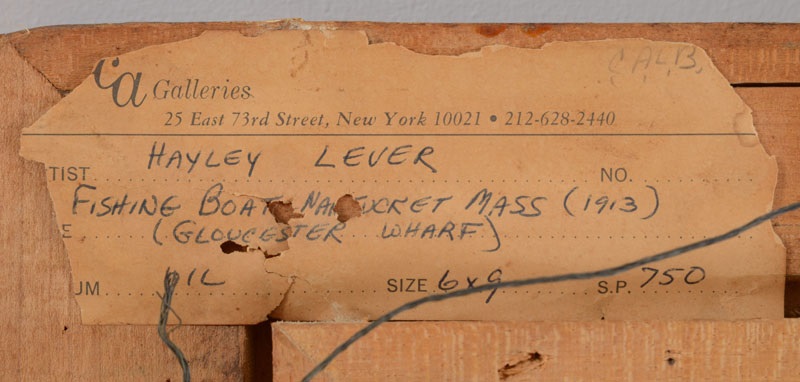 CALB.
ca Galleries
25 East 73rd Street, New York 10021 • 212-628-2440
TIST HAYLEY LEVER NO.
FISHING BOAT NANTUCKET MASS (1913)
E (GLOUCESTER WHARF)
UM OIL SIZE 6x9 S.P. 750